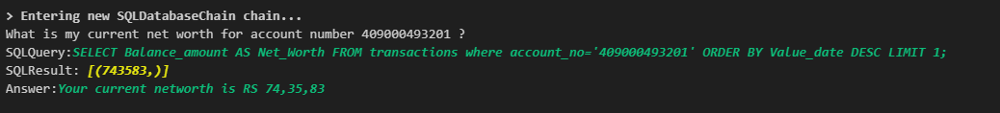 > Entering new SQLDatabaseChain chain...
What is my current net worth for account number 409000493201 ?
SQLQuery:SELECT Balance_amount AS Net_Worth FROM transactions where account_no='409000493201' ORDER BY Value_date DESC LIMIT 1;
SQLResult: [(743583,)]
Answer:Your current networth is RS 74,35,83